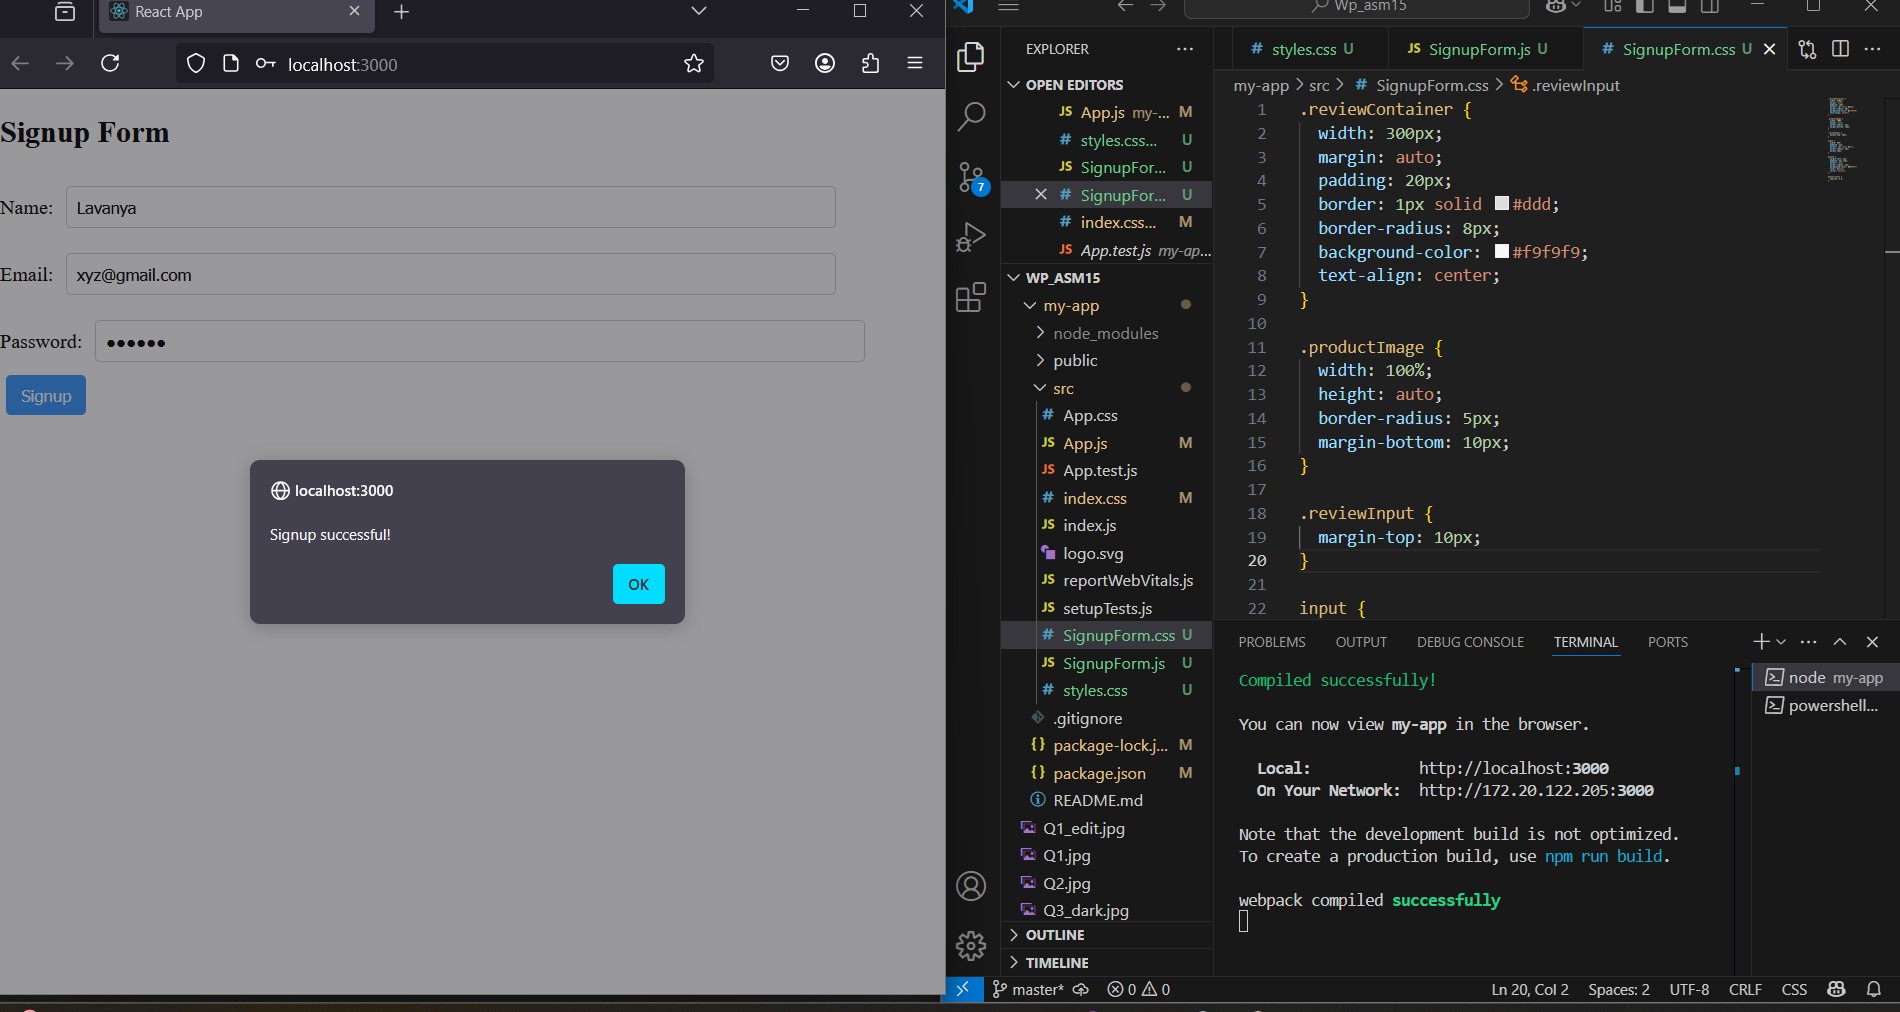 React App
localhost:3000
Signup Form
Name: Lavanya
Email: xyz@gmail.com
Password: ●●●●●●
Signup
localhost:3000
Signup successful!
OK
Wp_asm15
EXPLORER
OPEN EDITORS
JS App.js my-... M
# styles.css... U
JS SignupFor... U
# SignupFor... U
# index.css... M
JS App.test.js my-ap...
WP_ASM15
my-app
node_modules
public
src
# App.css
JS App.js M
JS App.test.js
# index.css M
JS index.js
logo.svg
JS reportWebVitals.js
JS setupTests.js
# SignupForm.css U
JS SignupForm.js U
# styles.css U
.gitignore
{} package-lock.j... M
{} package.json M
README.md
Q1_edit.jpg
Q1.jpg
Q2.jpg
Q3_dark.jpg
OUTLINE
TIMELINE
7
# styles.css U JS SignupForm.js U # SignupForm.css U
my-app > src > # SignupForm.css > .reviewInput
1 .reviewContainer {
2 width: 300px;
3 margin: auto;
4 padding: 20px;
5 border: 1px solid #ddd;
6 border-radius: 8px;
7 background-color: #f9f9f9;
8 text-align: center;
9 }
10
11 .productImage {
12 width: 100%;
13 height: auto;
14 border-radius: 5px;
15 margin-bottom: 10px;
16 }
17
18 .reviewInput {
19 margin-top: 10px;
20 }
21
22 input {
PROBLEMS OUTPUT DEBUG CONSOLE TERMINAL PORTS
Compiled successfully!
You can now view my-app in the browser.
Local: http://localhost:3000
On Your Network: http://172.20.122.205:3000
Note that the development build is not optimized.
To create a production build, use npm run build.
webpack compiled successfully
node my-app
powershell...
master* 0 0 Ln 20, Col 2 Spaces: 2 UTF-8 CRLF CSS